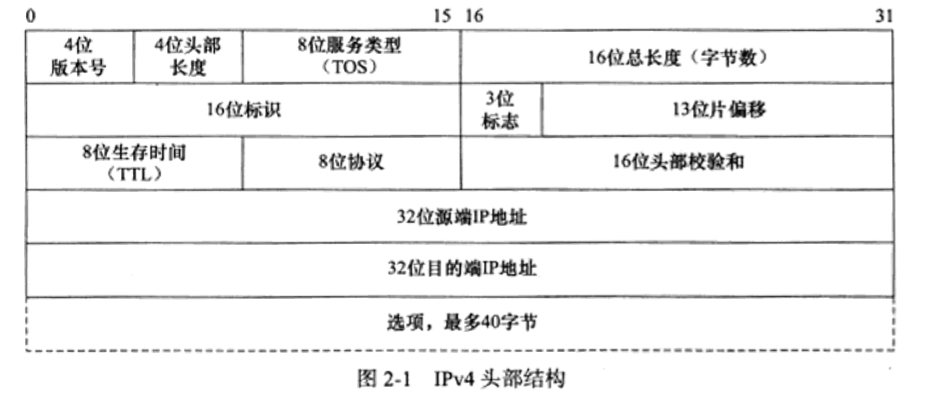 0 15 16 31
4位
版本号
4位头部
长度
8位服务类型
（TOS）
16位总长度（字节数）
16位标识
3位
标志
13位片偏移
8位生存时间
（TTL）
8位协议
16位头部校验和
32位源端IP地址
32位目的端IP地址
选项，最多40字节
图 2-1 IPv4 头部结构